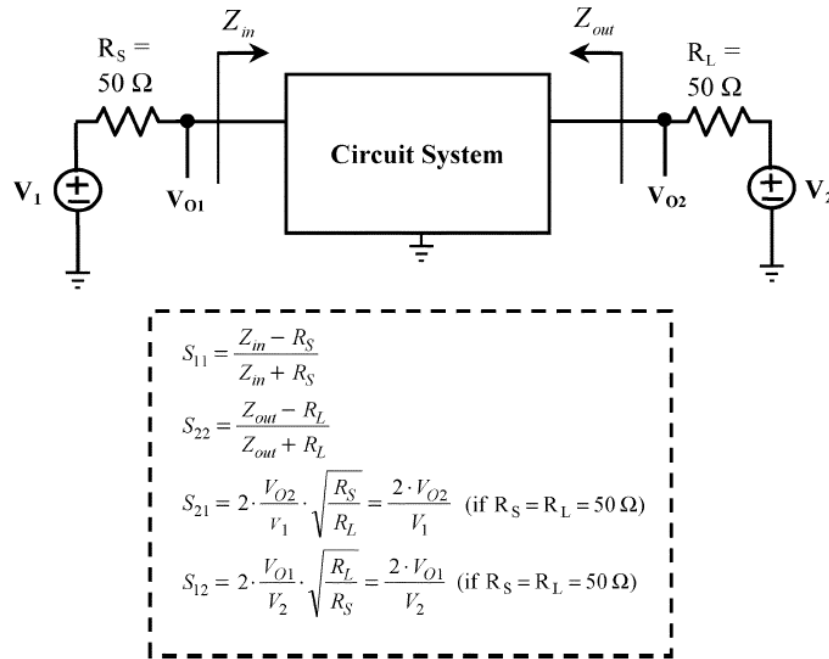 Z_in
Z_out
R_S =
50 Ω
R_L =
50 Ω
Circuit System
V_1
V_O1
V_O2
V_2
S_11 = (Z_in − R_S) / (Z_in + R_S)
S_22 = (Z_out − R_L) / (Z_out + R_L)
S_21 = 2 · V_O2 / v_1 · √(R_S / R_L) = 2 · V_O2 / V_1 (if R_S = R_L = 50 Ω)
S_12 = 2 · V_O1 / V_2 · √(R_L / R_S) = 2 · V_O1 / V_2 (if R_S = R_L = 50 Ω)